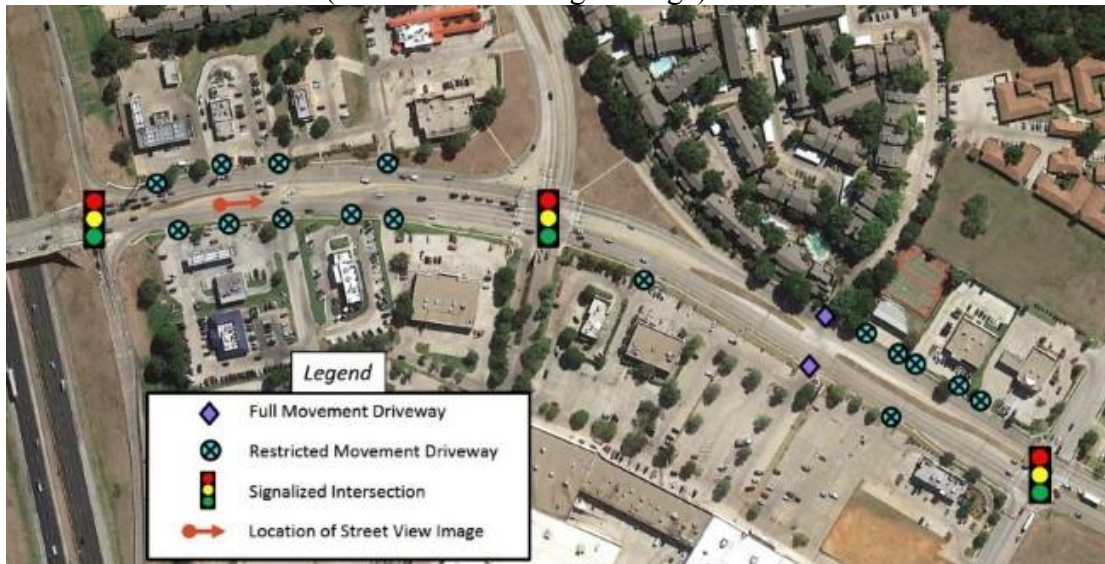 Legend
Full Movement Driveway
Restricted Movement Driveway
Signalized Intersection
Location of Street View Image